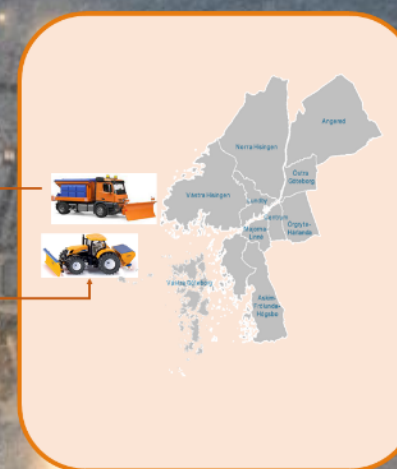 Angered
Norra Hisingen
Östra
Göteborg
Västra Hisingen
Lundby
Centrum
Örgryte-
Härlanda
Majorna-
Linné
Västra Göteborg
Askim-
Frölunda-
Högsbo